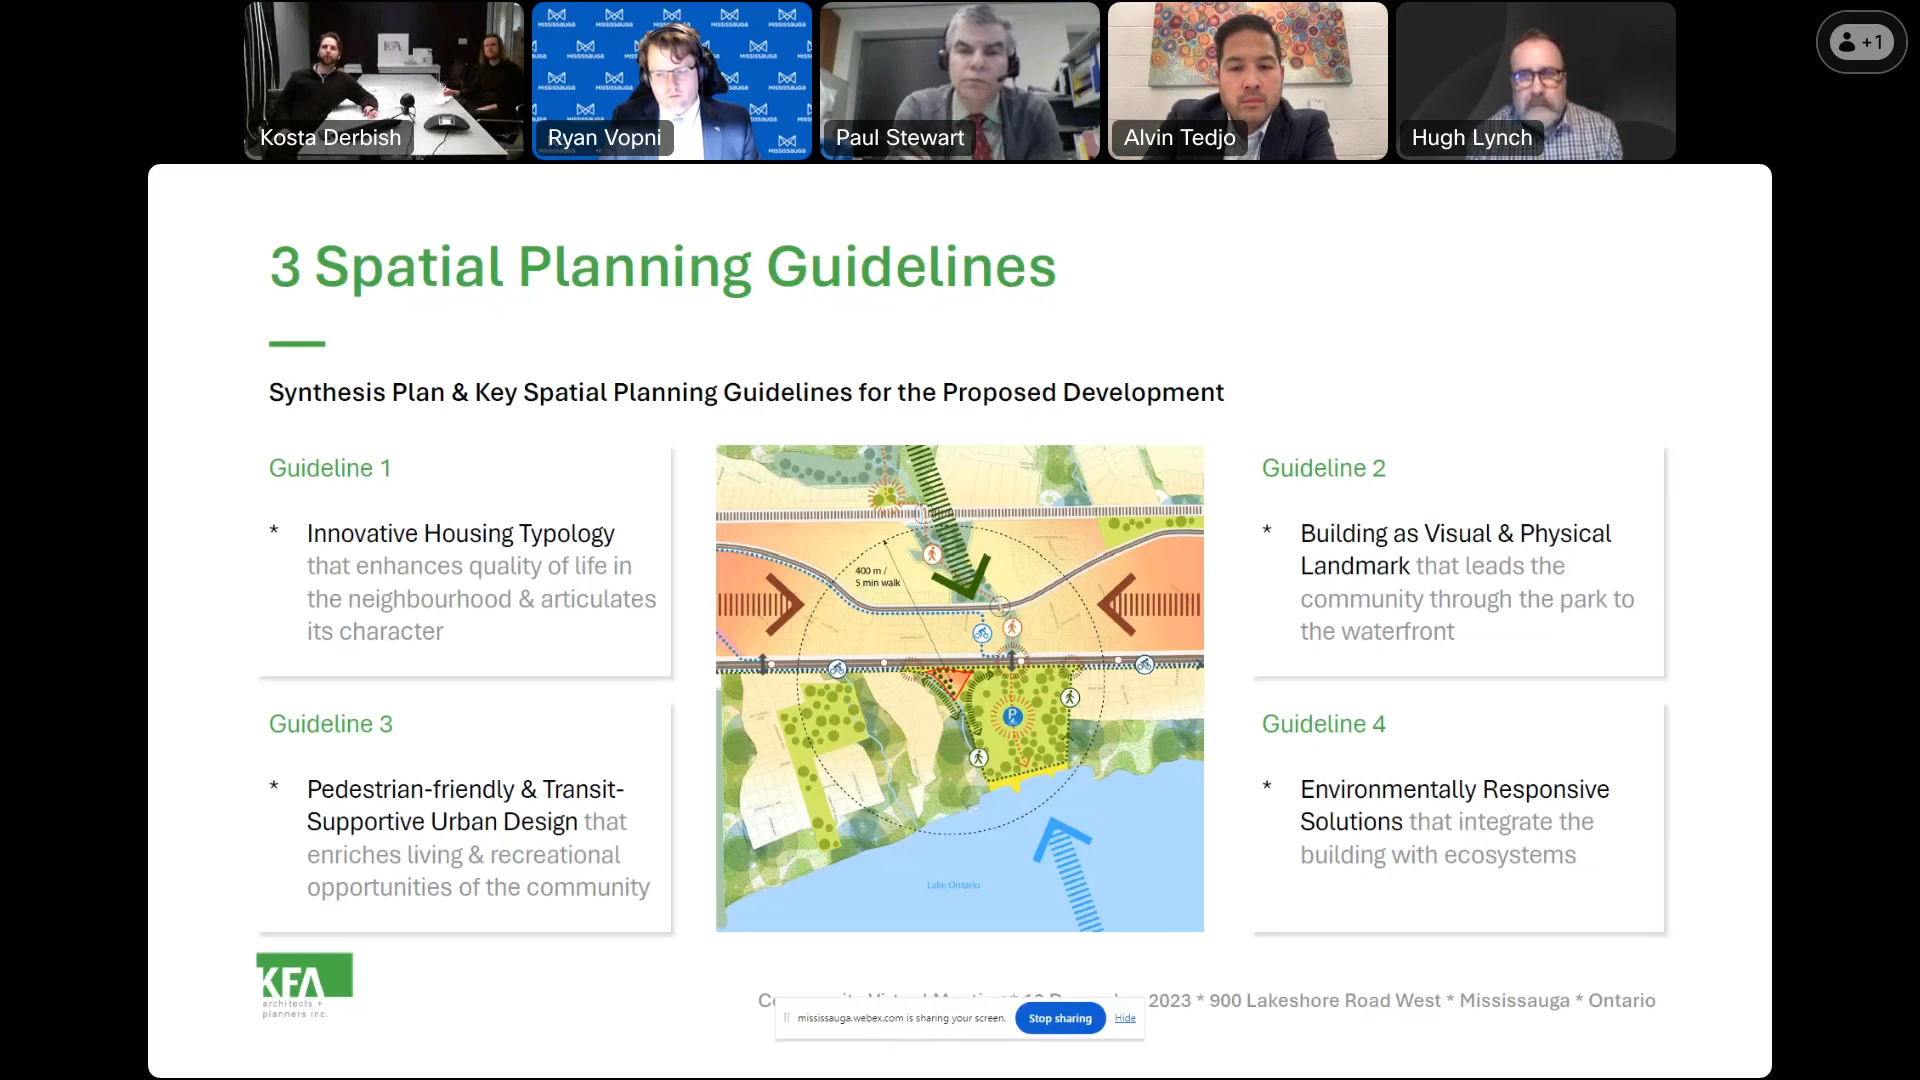 Kosta Derbish
Ryan Vopni
Paul Stewart
Alvin Tedjo
Hugh Lynch
+1
3 Spatial Planning Guidelines
Synthesis Plan & Key Spatial Planning Guidelines for the Proposed Development
Guideline 1
* Innovative Housing Typology
that enhances quality of life in
the neighbourhood & articulates
its character
400 m /
5 min walk
P
Lake Ontario
Guideline 2
* Building as Visual & Physical
Landmark that leads the
community through the park to
the waterfront
Guideline 3
* Pedestrian-friendly & Transit-
Supportive Urban Design that
enriches living & recreational
opportunities of the community
Guideline 4
* Environmentally Responsive
Solutions that integrate the
building with ecosystems
KFA
architects +
planners inc.
2023 * 900 Lakeshore Road West * Mississauga * Ontario
mississauga.webex.com is sharing your screen. Stop sharing Hide